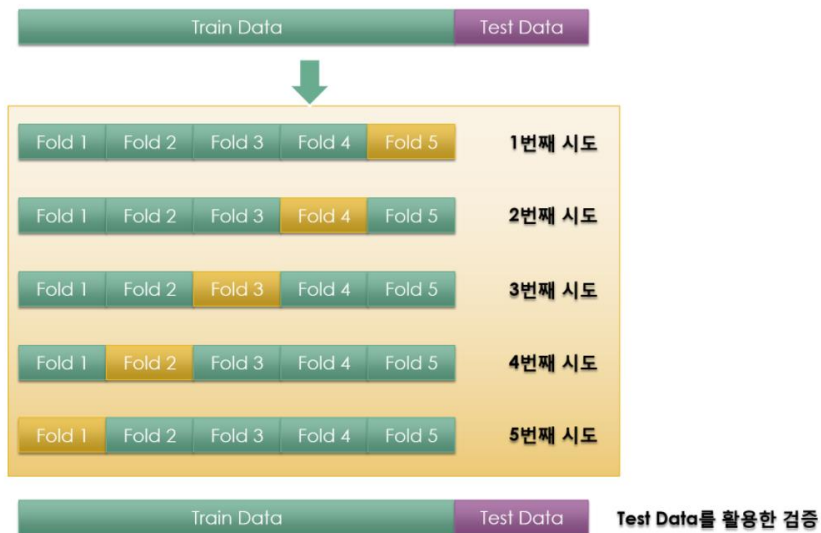 Train Data Test Data
Fold 1 Fold 2 Fold 3 Fold 4 Fold 5 1번째 시도
Fold 1 Fold 2 Fold 3 Fold 4 Fold 5 2번째 시도
Fold 1 Fold 2 Fold 3 Fold 4 Fold 5 3번째 시도
Fold 1 Fold 2 Fold 3 Fold 4 Fold 5 4번째 시도
Fold 1 Fold 2 Fold 3 Fold 4 Fold 5 5번째 시도
Train Data Test Data Test Data를 활용한 검증